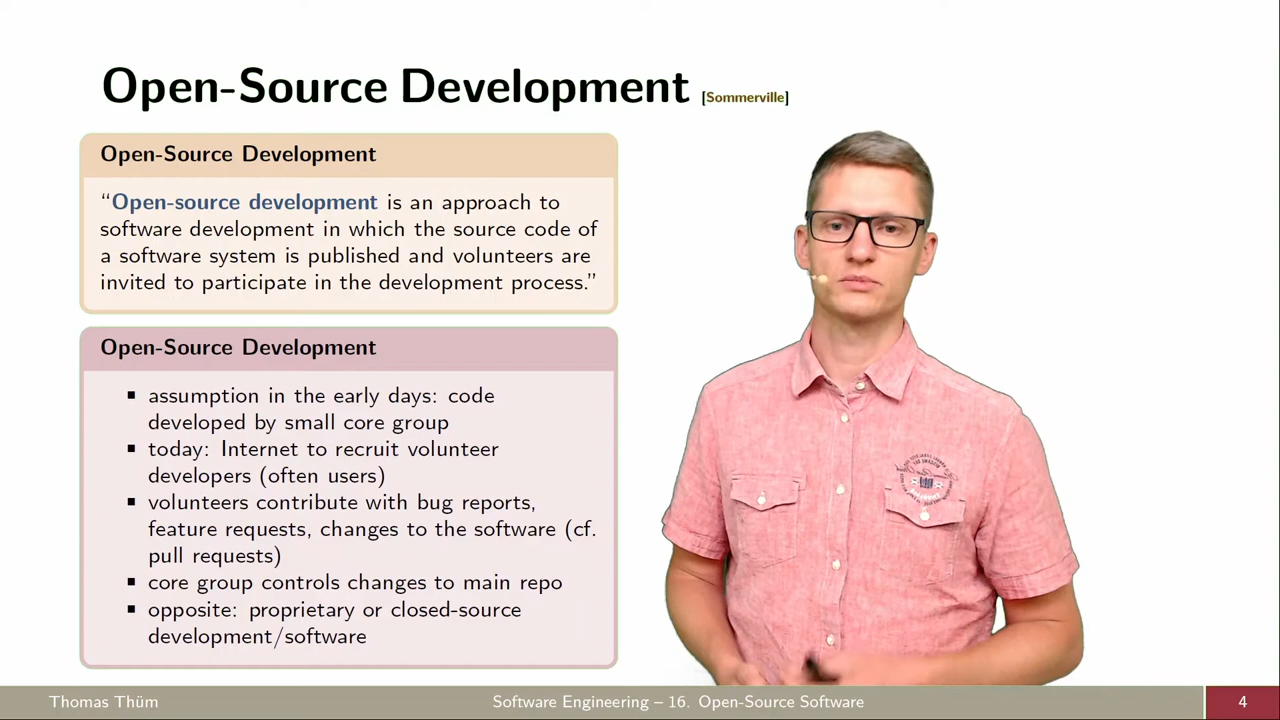 Open-Source Development [Sommerville]
Open-Source Development
“Open-source development is an approach to
software development in which the source code of
a software system is published and volunteers are
invited to participate in the development process.”
Open-Source Development
▪ assumption in the early days: code
developed by small core group
▪ today: Internet to recruit volunteer
developers (often users)
▪ volunteers contribute with bug reports,
feature requests, changes to the software (cf.
pull requests)
▪ core group controls changes to main repo
▪ opposite: proprietary or closed-source
development/software
Thomas Thüm
Software Engineering – 16. Open-Source Software
4